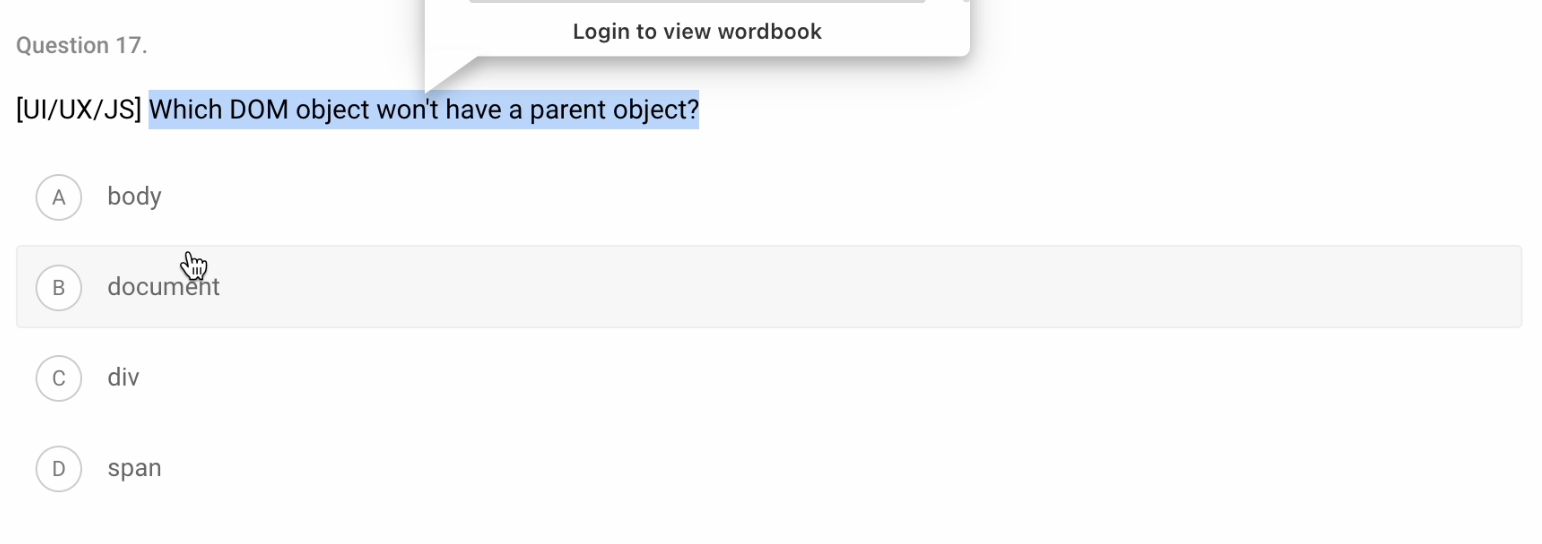 Login to view wordbook
Question 17.
[UI/UX/JS] Which DOM object won't have a parent object?
A body
B document
C div
D span